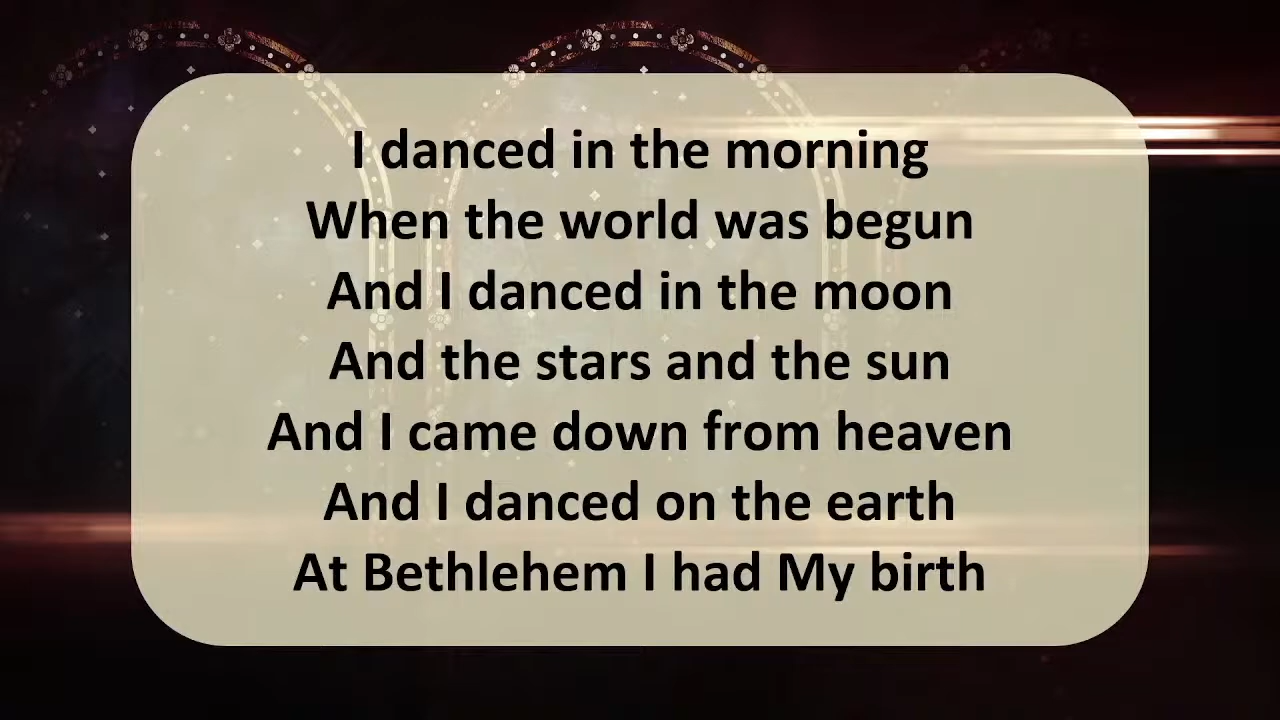 I danced in the morning
When the world was begun
And I danced in the moon
And the stars and the sun
And I came down from heaven
And I danced on the earth
At Bethlehem I had My birth